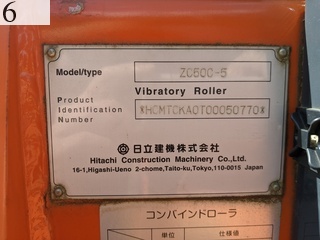 6
Model/type ZC50C-5
Vibratory Roller
Product
Identification *HCMTCKA0T00050770*
Number
日立建機株式会社
Hitachi Construction Machinery Co.,Ltd.
16-1,Higashi-Ueno 2-chome,Taito-ku,Tokyo,110-0015 Japan
コンバインドローラ
単位 仕様値